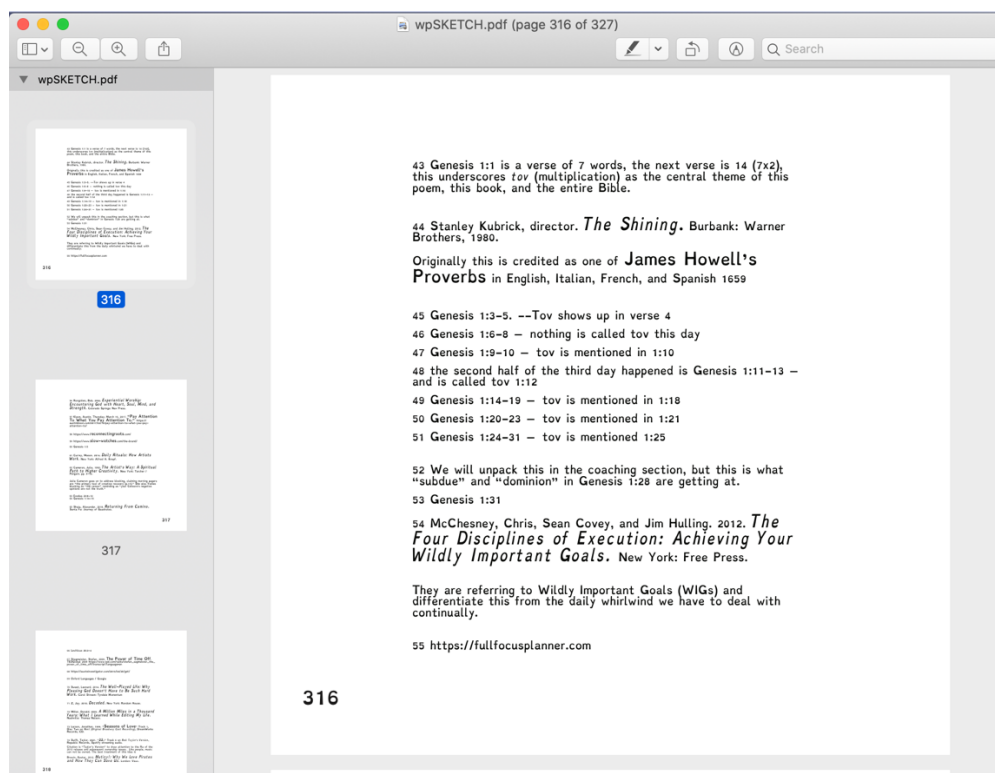 wpSKETCH.pdf (page 316 of 327)
Search
wpSKETCH.pdf
316
317
43 Genesis 1:1 is a verse of 7 words, the next verse is 14 (7x2),
this underscores tov (multiplication) as the central theme of this
poem, this book, and the entire Bible.
44 Stanley Kubrick, director. The Shining. Burbank: Warner
Brothers, 1980.
Originally this is credited as one of James Howell's
Proverbs in English, Italian, French, and Spanish 1659
45 Genesis 1:3–5. --Tov shows up in verse 4
46 Genesis 1:6–8 – nothing is called tov this day
47 Genesis 1:9–10 – tov is mentioned in 1:10
48 the second half of the third day happened is Genesis 1:11–13 –
and is called tov 1:12
49 Genesis 1:14–19 – tov is mentioned in 1:18
50 Genesis 1:20–23 – tov is mentioned in 1:21
51 Genesis 1:24–31 – tov is mentioned 1:25
52 We will unpack this in the coaching section, but this is what
“subdue” and “dominion” in Genesis 1:28 are getting at.
53 Genesis 1:31
54 McChesney, Chris, Sean Covey, and Jim Hulling. 2012. The
Four Disciplines of Execution: Achieving Your
Wildly Important Goals. New York: Free Press.
They are referring to Wildly Important Goals (WIGs) and
differentiate this from the daily whirlwind we have to deal with
continually.
55 https://fullfocusplanner.com
316